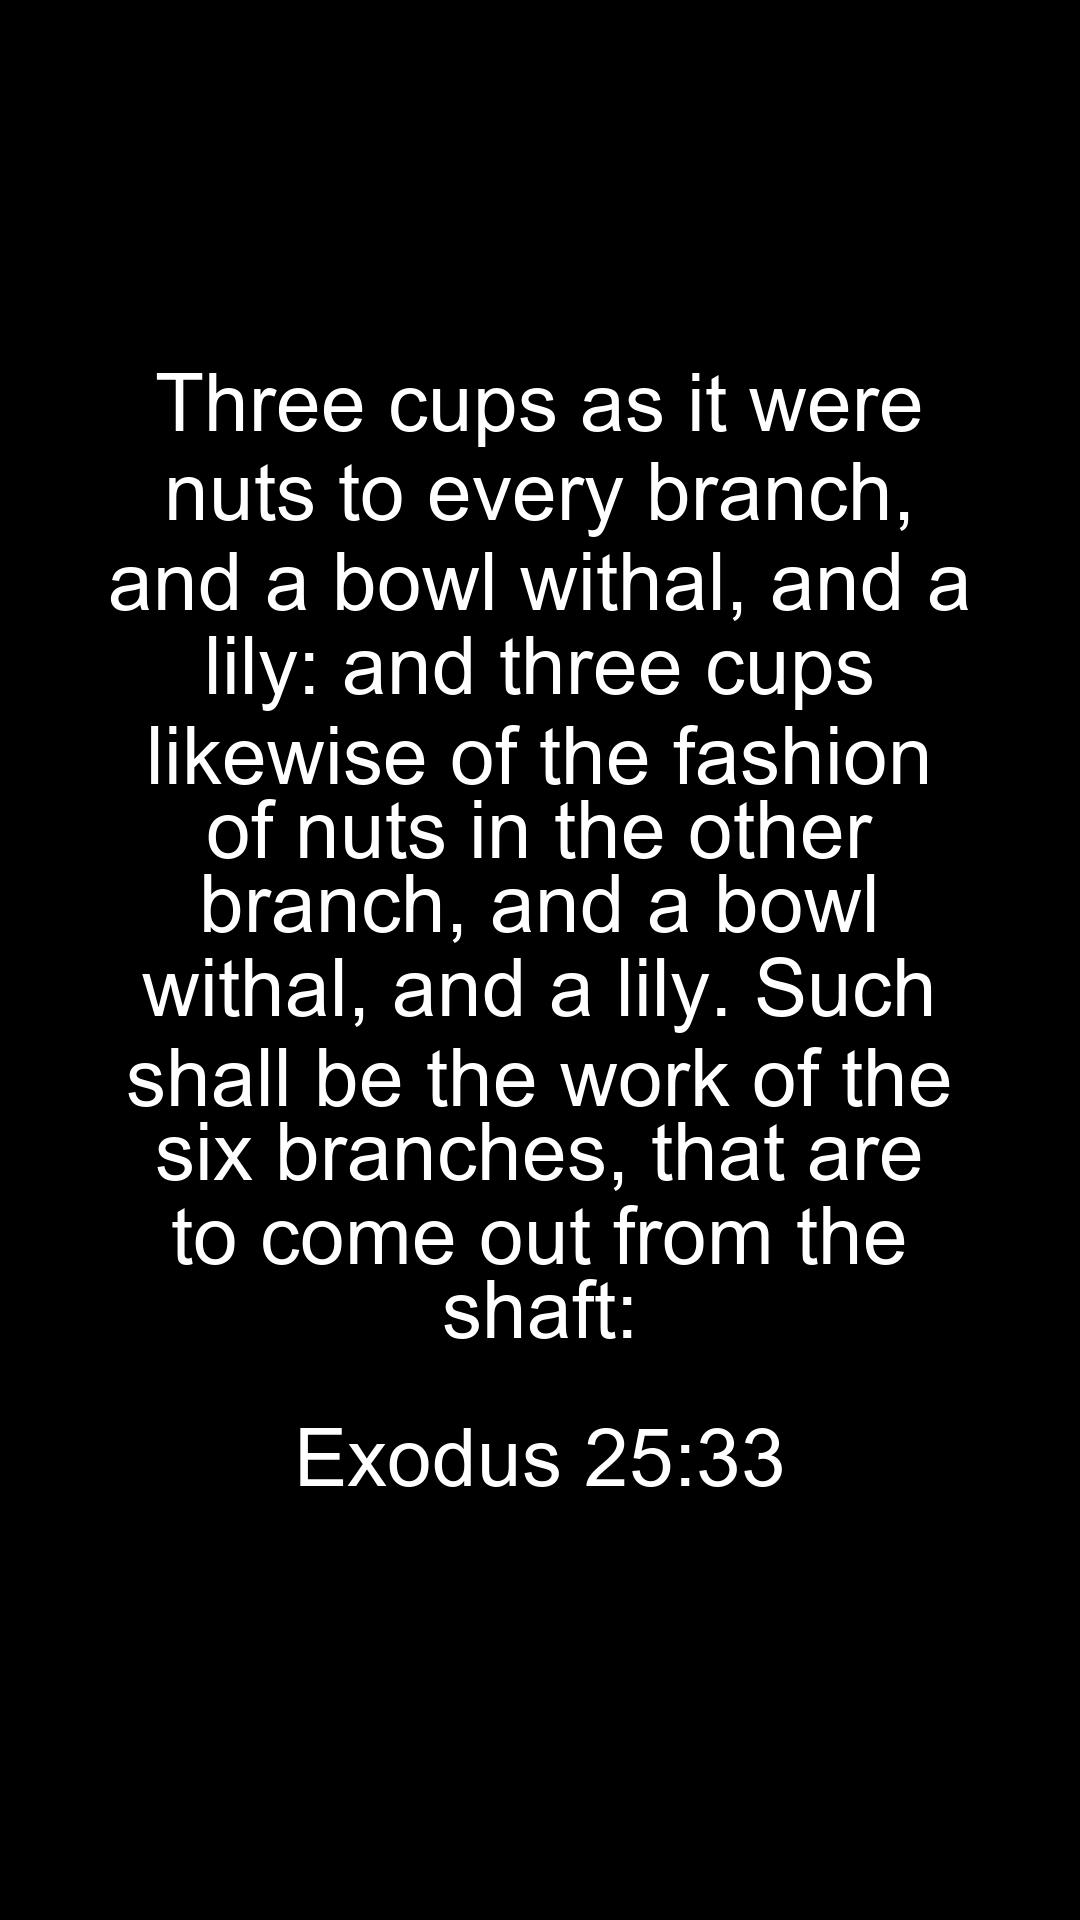 Three cups as it were
nuts to every branch,
and a bowl withal, and a
lily: and three cups
likewise of the fashion
of nuts in the other
branch, and a bowl
withal, and a lily. Such
shall be the work of the
six branches, that are
to come out from the
shaft:
Exodus 25:33